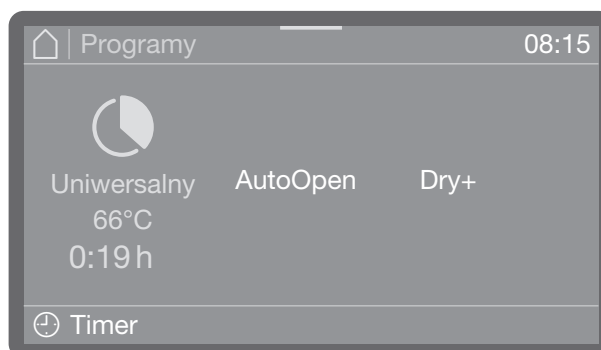 Programy 08:15
Uniwersalny AutoOpen Dry+
66°C
0:19 h
Timer